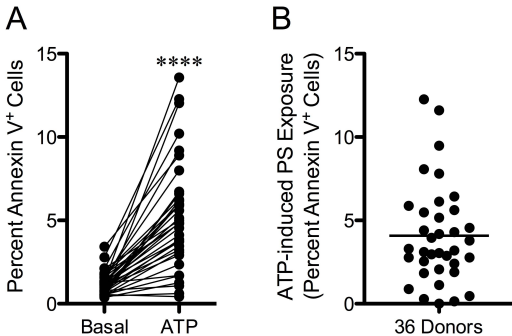 A
Percent Annexin V⁺ Cells
15
10
5
0
****
Basal
ATP
B
ATP-induced PS Exposure
(Percent Annexin V⁺ Cells)
15
10
5
0
36 Donors